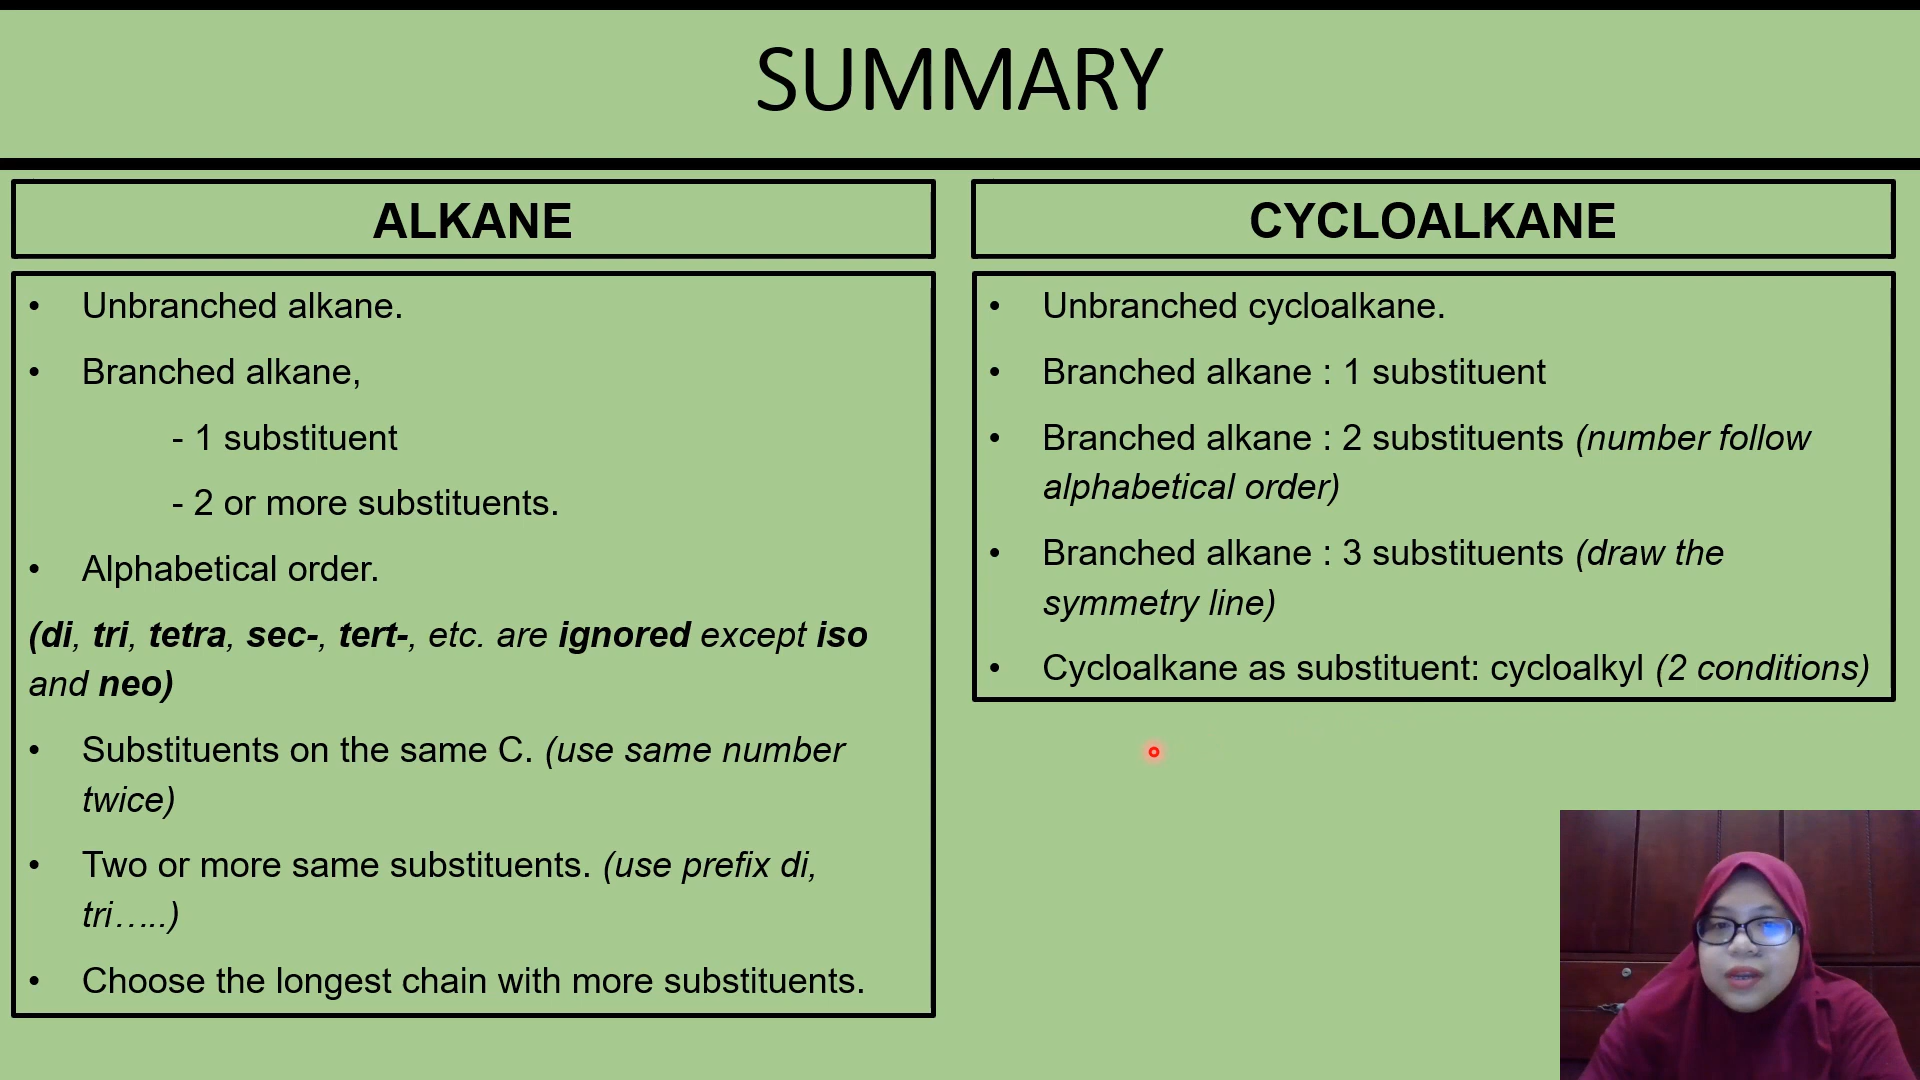 SUMMARY
ALKANE
• Unbranched alkane.
• Branched alkane,
- 1 substituent
- 2 or more substituents.
• Alphabetical order.
(di, tri, tetra, sec-, tert-, etc. are ignored except iso
and neo)
• Substituents on the same C. (use same number
twice)
• Two or more same substituents. (use prefix di,
tri…..)
• Choose the longest chain with more substituents.
CYCLOALKANE
• Unbranched cycloalkane.
• Branched alkane : 1 substituent
• Branched alkane : 2 substituents (number follow
alphabetical order)
• Branched alkane : 3 substituents (draw the
symmetry line)
• Cycloalkane as substituent: cycloalkyl (2 conditions)